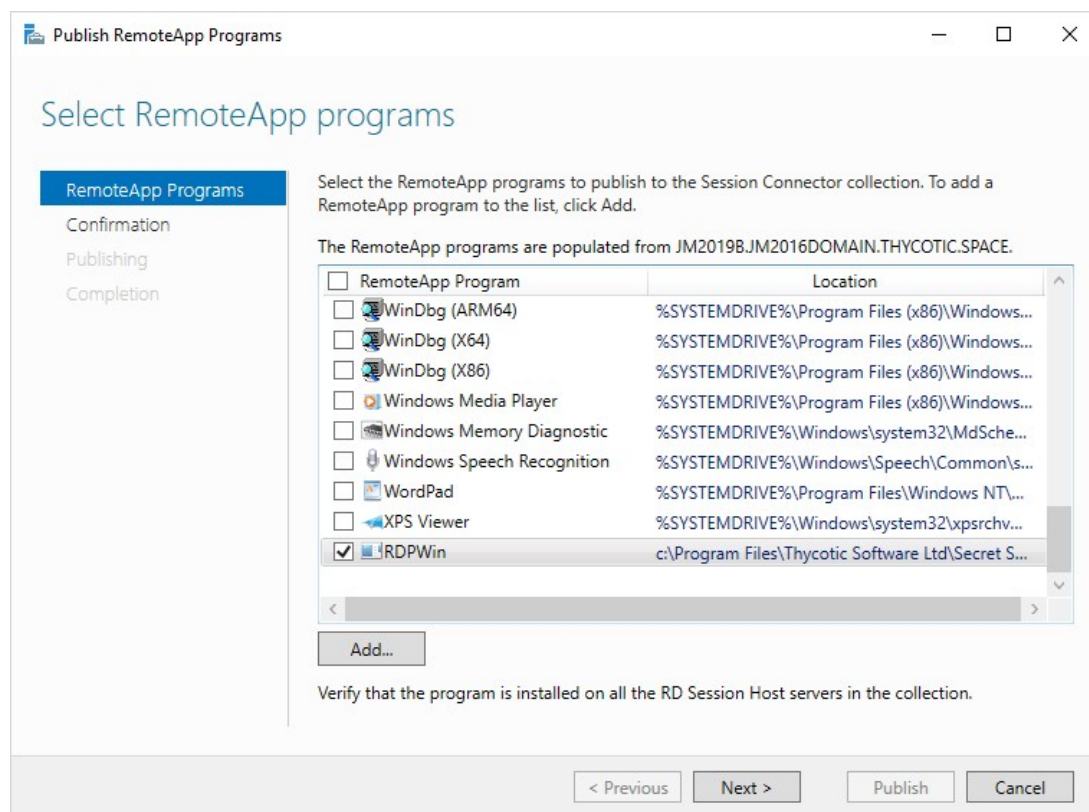 Publish RemoteApp Programs
Select RemoteApp programs
RemoteApp Programs
Confirmation
Publishing
Completion
Select the RemoteApp programs to publish to the Session Connector collection. To add a
RemoteApp program to the list, click Add.
The RemoteApp programs are populated from JM2019B.JM2016DOMAIN.THYCOTIC.SPACE.
RemoteApp Program Location
WinDbg (ARM64) %SYSTEMDRIVE%\Program Files (x86)\Windows...
WinDbg (X64) %SYSTEMDRIVE%\Program Files (x86)\Windows...
WinDbg (X86) %SYSTEMDRIVE%\Program Files (x86)\Windows...
Windows Media Player %SYSTEMDRIVE%\Program Files (x86)\Windows...
Windows Memory Diagnostic %SYSTEMDRIVE%\Windows\system32\MdSche...
Windows Speech Recognition %SYSTEMDRIVE%\Windows\Speech\Common\s...
WordPad %SYSTEMDRIVE%\Program Files\Windows NT\...
XPS Viewer %SYSTEMDRIVE%\Windows\system32\xpsrchv...
RDPWin c:\Program Files\Thycotic Software Ltd\Secret S...
Add...
Verify that the program is installed on all the RD Session Host servers in the collection.
< Previous Next > Publish Cancel